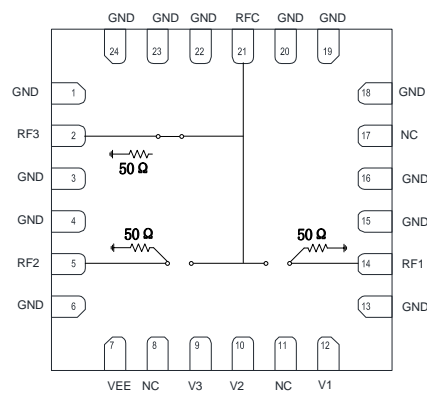 GND GND GND RFC GND GND
24 23 22 21 20 19
GND 1 18 GND
RF3 2 17 NC
50 Ω
GND 3 16 GND
GND 4 15 GND
50 Ω 50 Ω
RF2 5 14 RF1
GND 6 13 GND
7 8 9 10 11 12
VEE NC V3 V2 NC V1